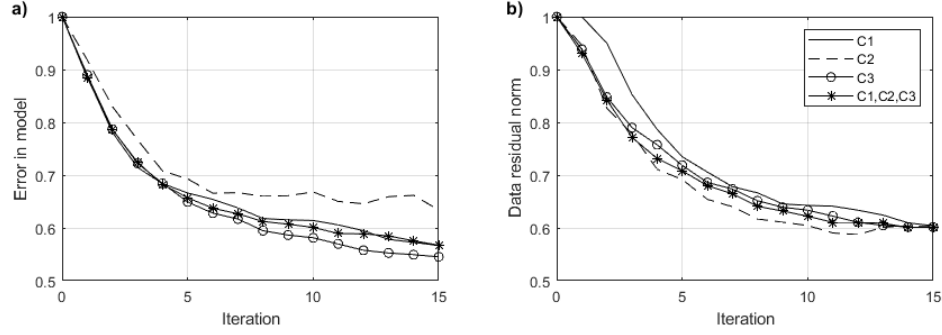 a)
1
0.9
0.8
0.7
0.6
0.5
Error in model
0 5 10 15
Iteration
b)
1
0.9
0.8
0.7
0.6
0.5
Data residual norm
C1
C2
C3
C1,C2,C3
0 5 10 15
Iteration